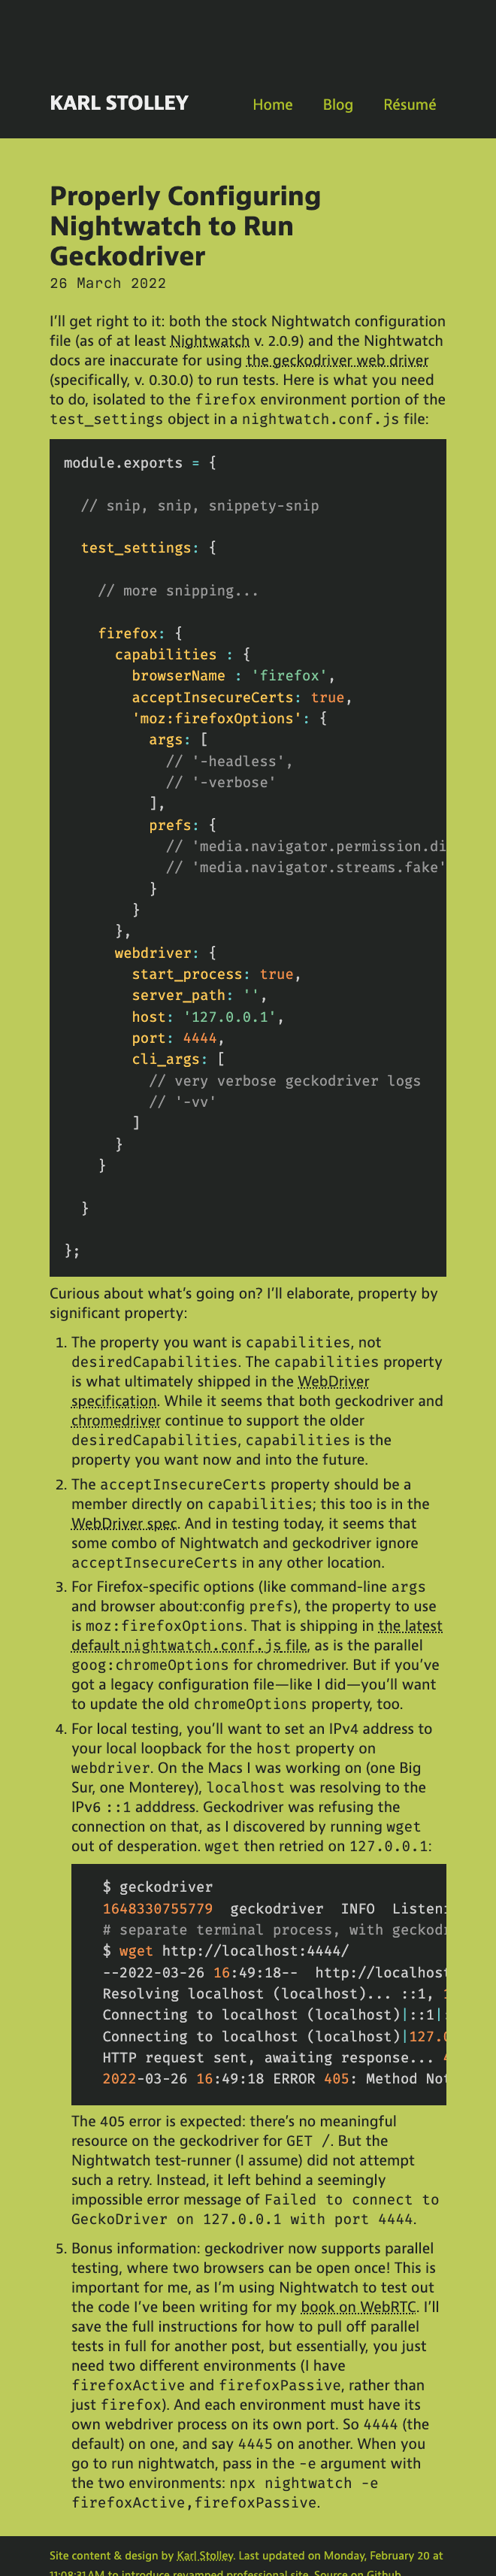 KARL STOLLEY
Home Blog Résumé
Properly Configuring
Nightwatch to Run
Geckodriver
26 March 2022
I’ll get right to it: both the stock Nightwatch configuration
file (as of at least Nightwatch v. 2.0.9) and the Nightwatch
docs are inaccurate for using the geckodriver web driver
(specifically, v. 0.30.0) to run tests. Here is what you need
to do, isolated to the firefox environment portion of the
test_settings object in a nightwatch.conf.js file:
module.exports = {
// snip, snip, snippety-snip
test_settings: {
// more snipping...
firefox: {
capabilities : {
browserName : 'firefox',
acceptInsecureCerts: true,
'moz:firefoxOptions': {
args: [
// '-headless',
// '-verbose'
],
prefs: {
// 'media.navigator.permission.di
// 'media.navigator.streams.fake'
}
}
},
webdriver: {
start_process: true,
server_path: '',
host: '127.0.0.1',
port: 4444,
cli_args: [
// very verbose geckodriver logs
// '-vv'
]
}
}
}
};
Curious about what’s going on? I’ll elaborate, property by
significant property:
1. The property you want is capabilities, not
desiredCapabilities. The capabilities property
is what ultimately shipped in the WebDriver
specification. While it seems that both geckodriver and
chromedriver continue to support the older
desiredCapabilities, capabilities is the
property you want now and into the future.
2. The acceptInsecureCerts property should be a
member directly on capabilities; this too is in the
WebDriver spec. And in testing today, it seems that
some combo of Nightwatch and geckodriver ignore
acceptInsecureCerts in any other location.
3. For Firefox-specific options (like command-line args
and browser about:config prefs), the property to use
is moz:firefoxOptions. That is shipping in the latest
default nightwatch.conf.js file, as is the parallel
goog:chromeOptions for chromedriver. But if you’ve
got a legacy configuration file—like I did—you’ll want
to update the old chromeOptions property, too.
4. For local testing, you’ll want to set an IPv4 address to
your local loopback for the host property on
webdriver. On the Macs I was working on (one Big
Sur, one Monterey), localhost was resolving to the
IPv6 ::1 adddress. Geckodriver was refusing the
connection on that, as I discovered by running wget
out of desperation. wget then retried on 127.0.0.1:
$ geckodriver
1648330755779 geckodriver INFO Listen
# separate terminal process, with geckod
$ wget http://localhost:4444/
--2022-03-26 16:49:18-- http://localhost
Resolving localhost (localhost)... ::1,
Connecting to localhost (localhost)|::1|
Connecting to localhost (localhost)|127.
HTTP request sent, awaiting response...
2022-03-26 16:49:18 ERROR 405: Method Not
The 405 error is expected: there’s no meaningful
resource on the geckodriver for GET /. But the
Nightwatch test-runner (I assume) did not attempt
such a retry. Instead, it left behind a seemingly
impossible error message of Failed to connect to
GeckoDriver on 127.0.0.1 with port 4444.
5. Bonus information: geckodriver now supports parallel
testing, where two browsers can be open once! This is
important for me, as I’m using Nightwatch to test out
the code I’ve been writing for my book on WebRTC. I’ll
save the full instructions for how to pull off parallel
tests in full for another post, but essentially, you just
need two different environments (I have
firefoxActive and firefoxPassive, rather than
just firefox). And each environment must have its
own webdriver process on its own port. So 4444 (the
default) on one, and say 4445 on another. When you
go to run nightwatch, pass in the -e argument with
the two environments: npx nightwatch -e
firefoxActive,firefoxPassive.
Site content & design by Karl Stolley. Last updated on Monday, February 20 at
11:08:31 AM to introduce revamped professional site. Source on Github